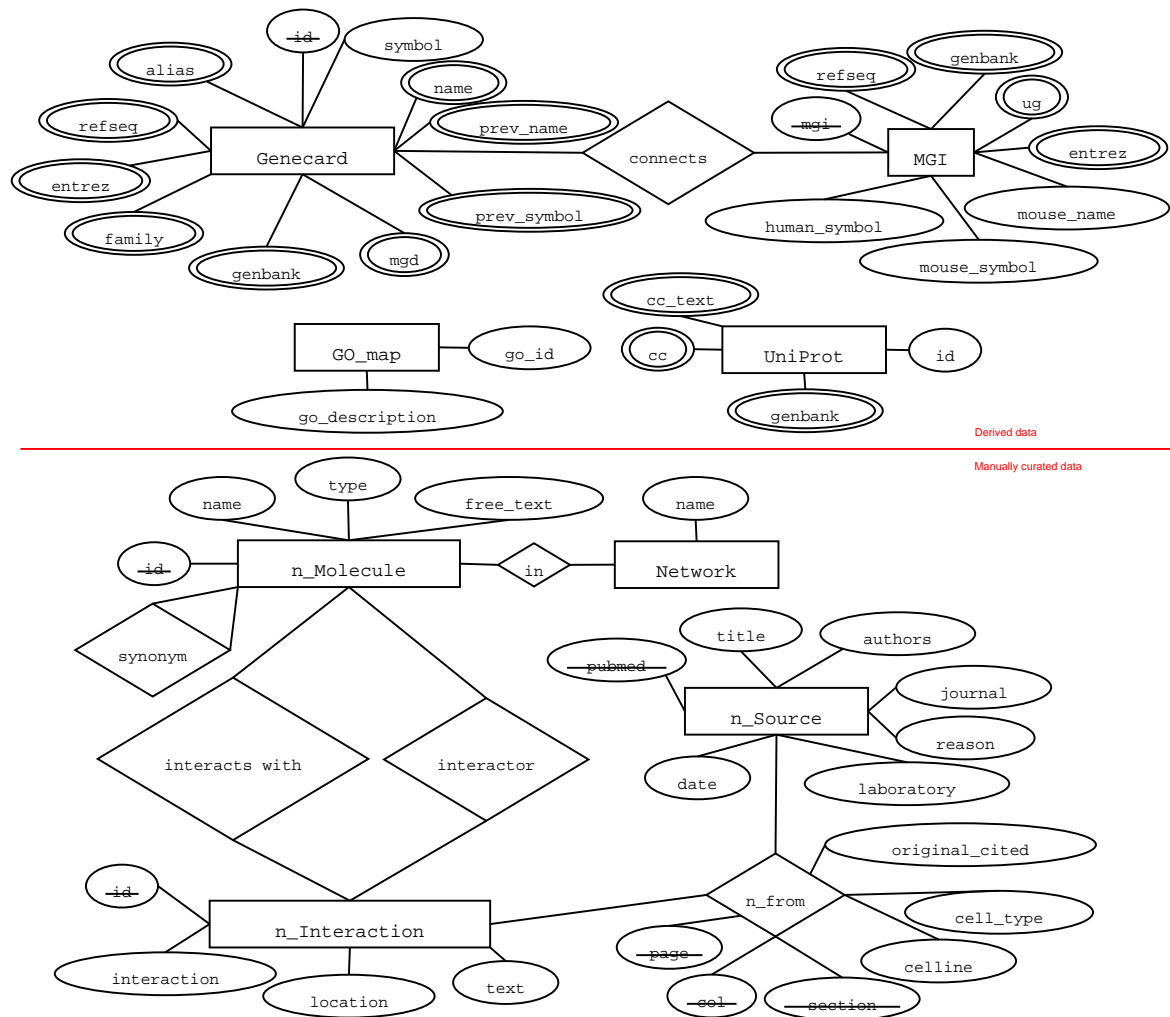 id
symbol
alias
name
refseq
prev_name
Genecard
entrez
prev_symbol
family
genbank
mgd
connects
genbank
refseq
ug
mgi
MGI
entrez
human_symbol
mouse_name
mouse_symbol
cc_text
GO_map
go_id
cc
UniProt
id
go_description
genbank
Derived data
Manually curated data
type
name
free_text
name
id
n_Molecule
in
Network
synonym
title
authors
pubmed
journal
n_Source
reason
interacts with
interactor
date
laboratory
original_cited
id
n_from
cell_type
n_Interaction
page
celline
interaction
location
text
col
section